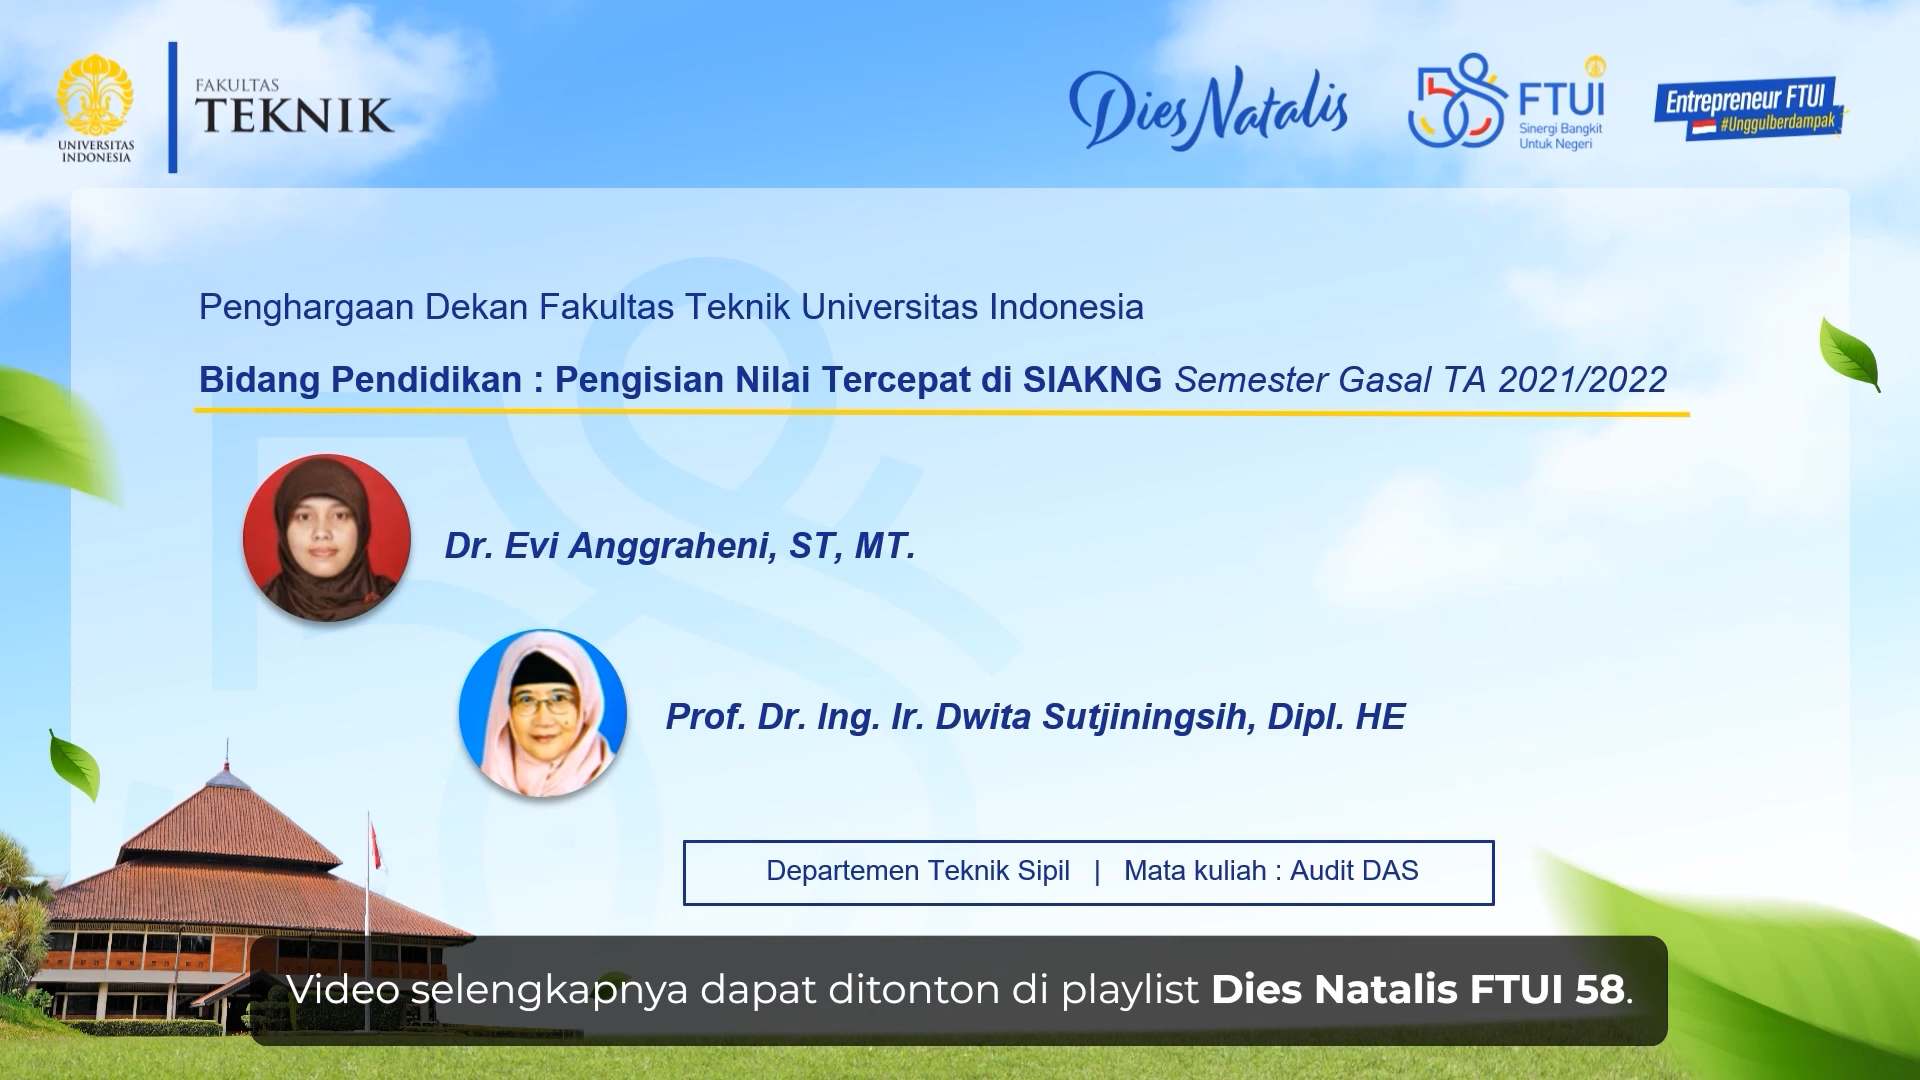 UNIVERSITAS
INDONESIA
FAKULTAS
TEKNIK
Dies Natalis
58 FTUI
Sinergi Bangkit
Untuk Negeri
Entrepreneur FTUI
#Unggulberdampak
Penghargaan Dekan Fakultas Teknik Universitas Indonesia
Bidang Pendidikan : Pengisian Nilai Tercepat di SIAKNG Semester Gasal TA 2021/2022
Dr. Evi Anggraheni, ST, MT.
Prof. Dr. Ing. Ir. Dwita Sutjiningsih, Dipl. HE
Departemen Teknik Sipil | Mata kuliah : Audit DAS
Video selengkapnya dapat ditonton di playlist Dies Natalis FTUI 58.